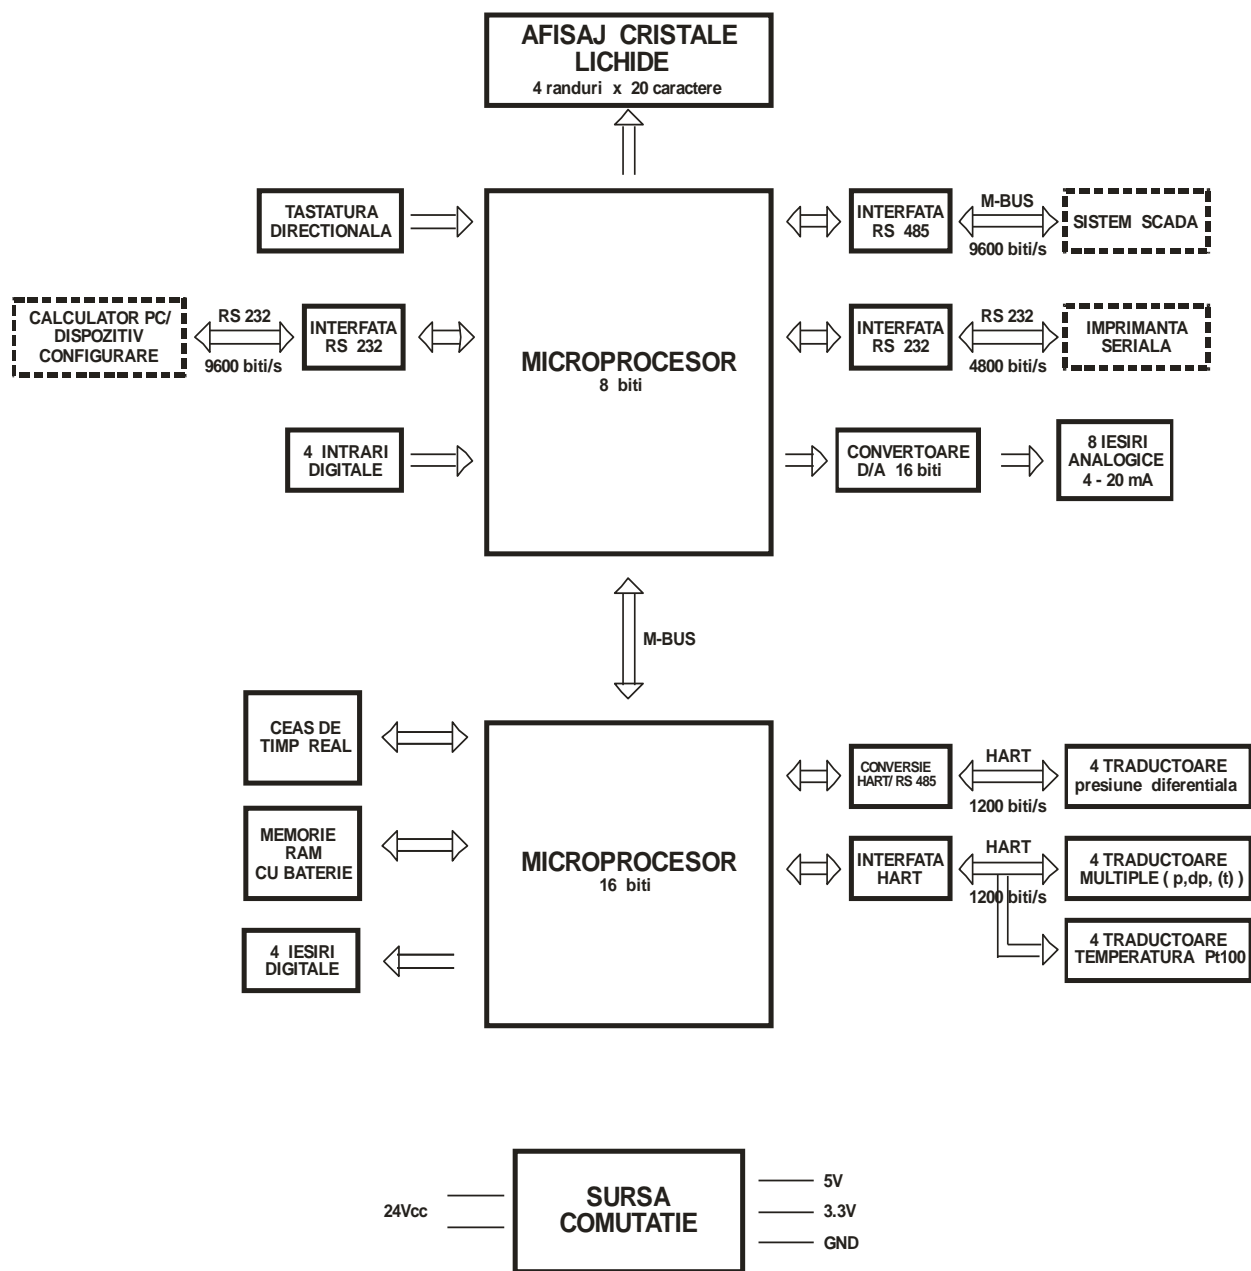 AFISAJ CRISTALE
LICHIDE
4 randuri x 20 caractere
TASTATURA
DIRECTIONALA
INTERFATA
RS 485
M-BUS
9600 biti/s
SISTEM SCADA
CALCULATOR PC/
DISPOZITIV
CONFIGURARE
RS 232
9600 biti/s
INTERFATA
RS 232
MICROPROCESOR
8 biti
INTERFATA
RS 232
RS 232
4800 biti/s
IMPRIMANTA
SERIALA
4 INTRARI
DIGITALE
CONVERTOARE
D/A 16 biti
8 IESIRI
ANALOGICE
4 - 20 mA
M-BUS
CEAS DE
TIMP REAL
MEMORIE
RAM
CU BATERIE
4 IESIRI
DIGITALE
MICROPROCESOR
16 biti
CONVERSIE
HART/ RS 485
HART
1200 biti/s
4 TRADUCTOARE
presiune diferentiala
INTERFATA
HART
HART
1200 biti/s
4 TRADUCTOARE
MULTIPLE ( p,dp, (t) )
4 TRADUCTOARE
TEMPERATURA Pt100
24Vcc
SURSA
COMUTATIE
5V
3.3V
GND